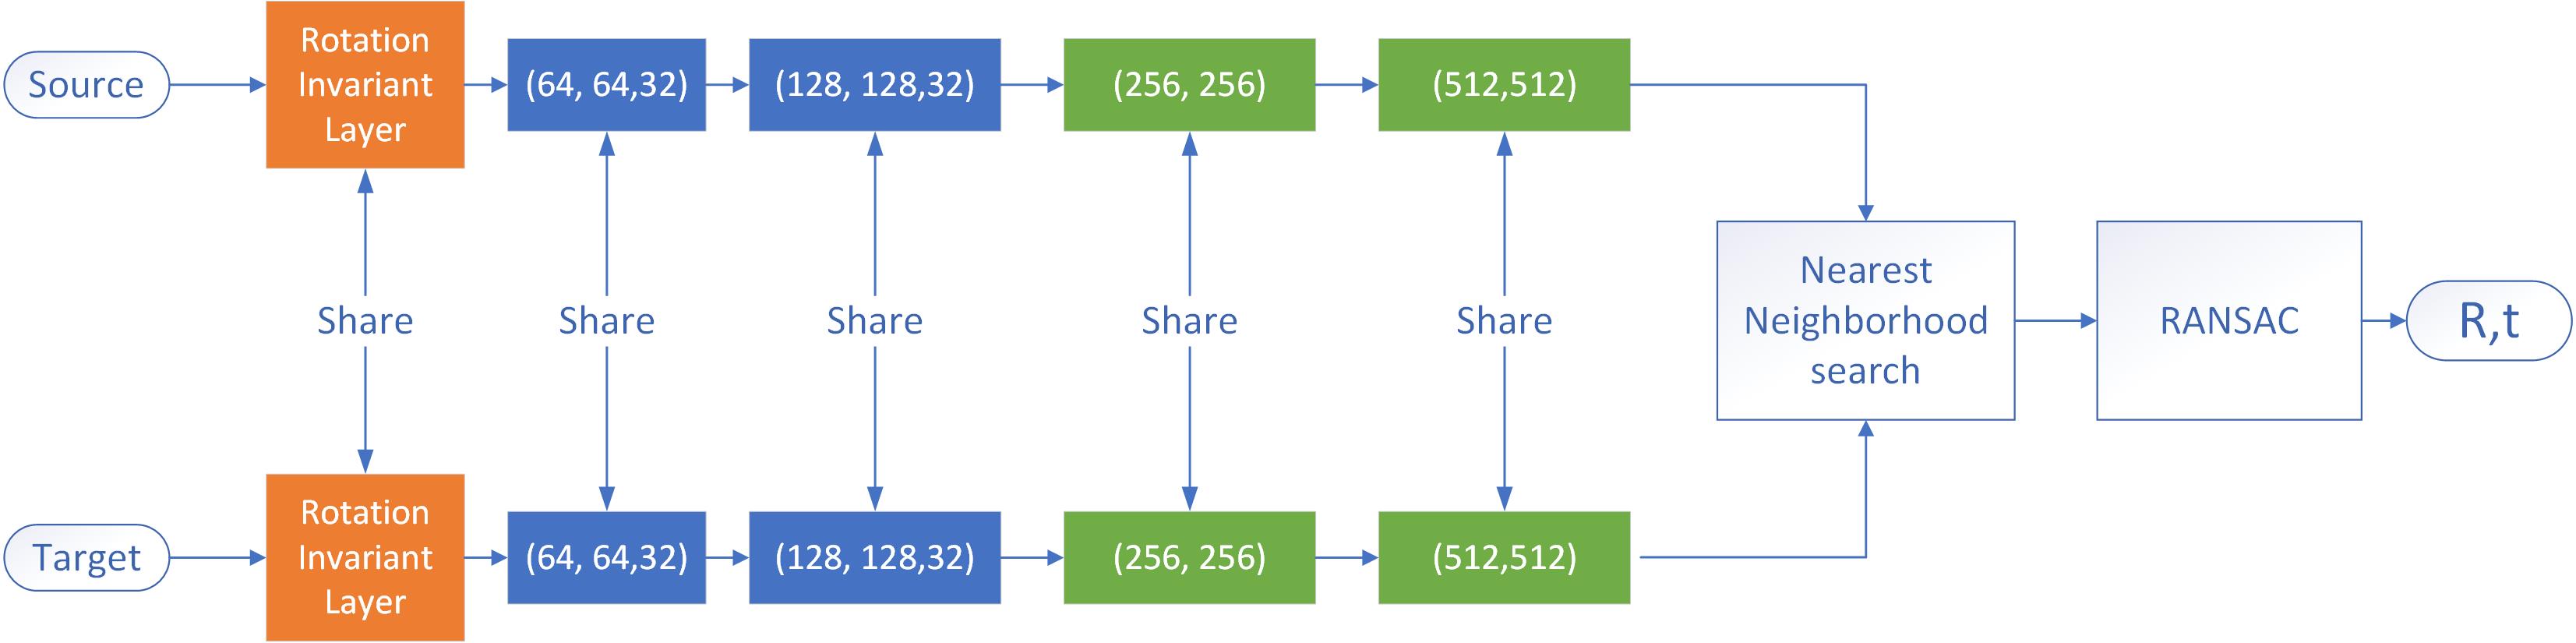 Source
Rotation
Invariant
Layer
(64, 64,32)
(128, 128,32)
(256, 256)
(512,512)
Share
Share
Share
Share
Share
Nearest
Neighborhood
search
RANSAC
R,t
Target
Rotation
Invariant
Layer
(64, 64,32)
(128, 128,32)
(256, 256)
(512,512)